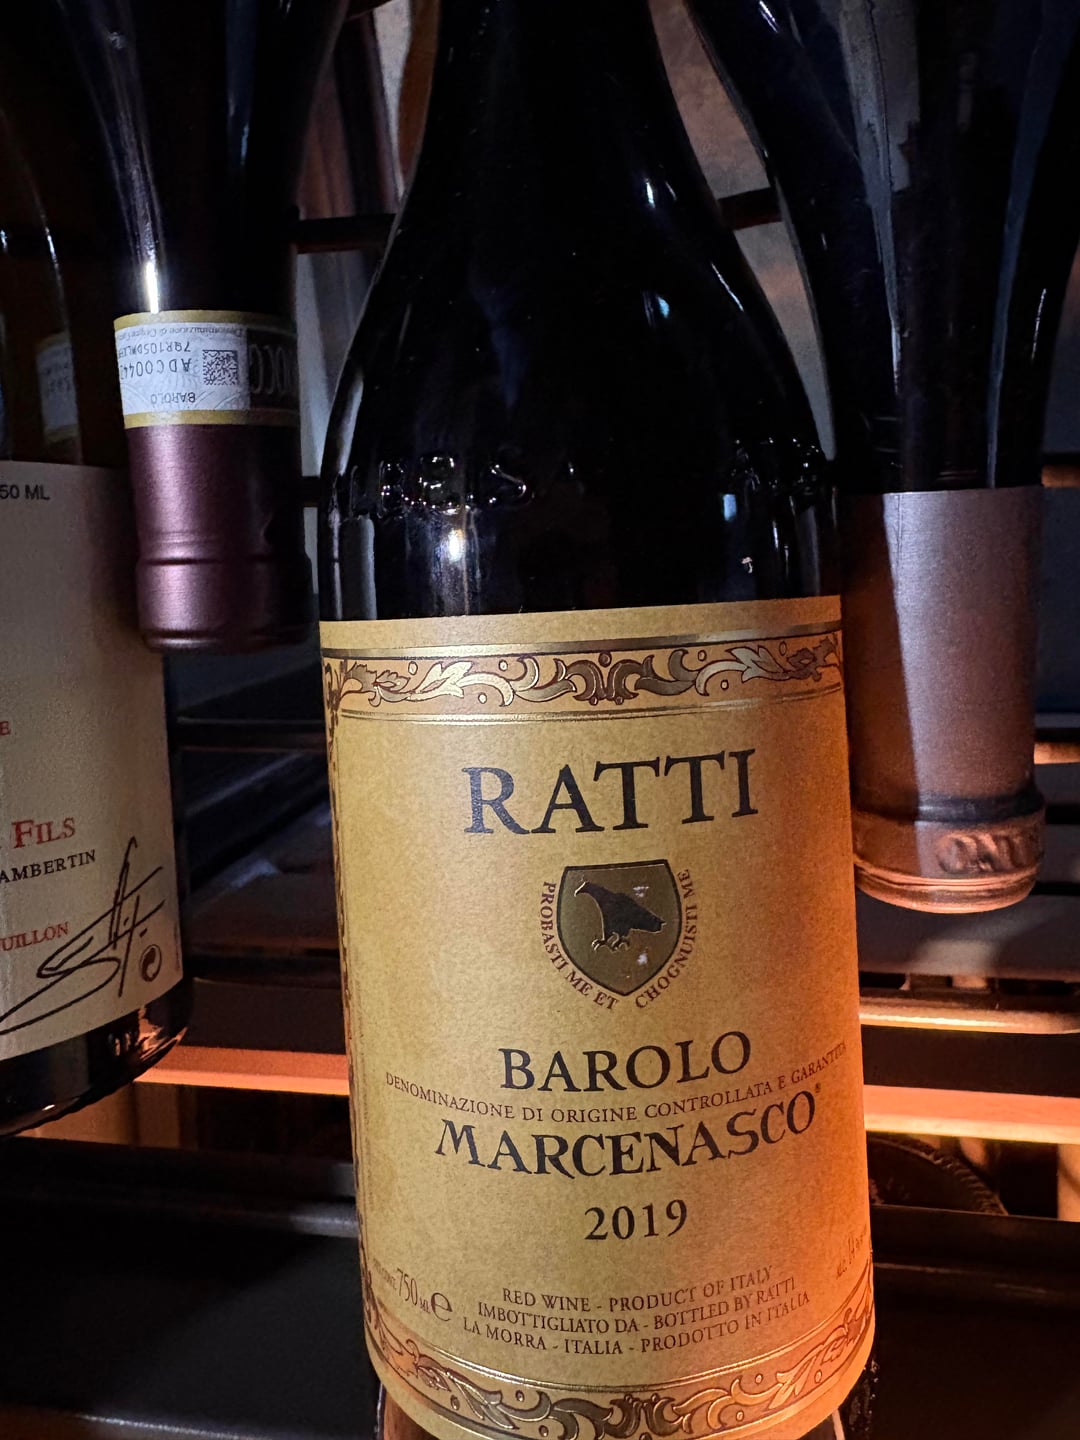 50 ML
E
FILS
AMBERTIN
UILLON
BAROLO
RATTI
PROBASTI ME ET CHOGNUISTI ME
BAROLO
DENOMINAZIONE DI ORIGINE CONTROLLATA E GARANTITA
MARCENASCO®
2019
750 ML e
RED WINE - PRODUCT OF ITALY
IMBOTTIGLIATO DA - BOTTLED BY RATTI
LA MORRA - ITALIA - PRODOTTO IN ITALIA